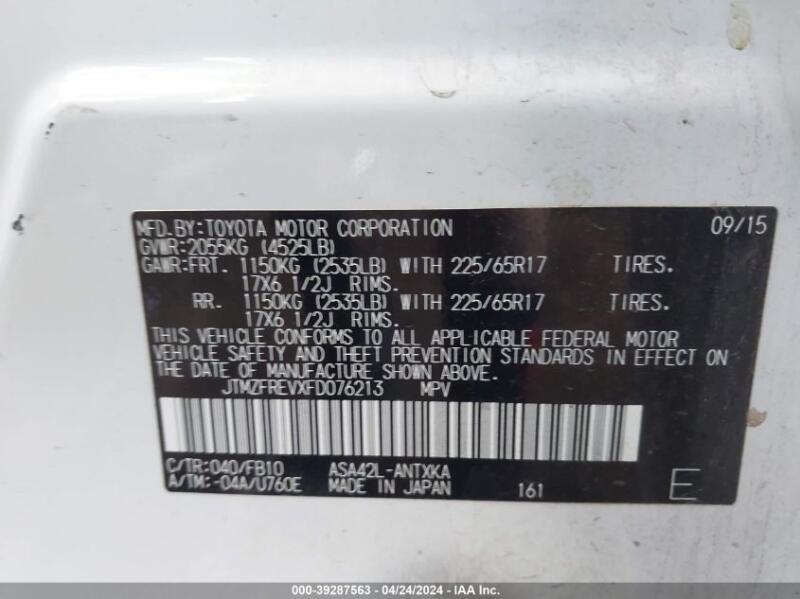 MFD.BY:TOYOTA MOTOR CORPORATION 09/15
GVWR:2055KG (4525LB)
GAWR:FRT. 1150KG (2535LB) WITH 225/65R17 TIRES.
17X6 1/2J RIMS.
RR. 1150KG (2535LB) WITH 225/65R17 TIRES.
17X6 1/2J RIMS.
THIS VEHICLE CONFORMS TO ALL APPLICABLE FEDERAL MOTOR
VEHICLE SAFETY AND THEFT PREVENTION STANDARDS IN EFFECT ON
THE DATE OF MANUFACTURE SHOWN ABOVE.
JTMZFREVXFD076213 MPV
C/TR:040/FB10 ASA42L-ANTXKA
A/TM:-04A/U760E MADE IN JAPAN 161 E
000-39287563 - 04/24/2024 - IAA Inc.